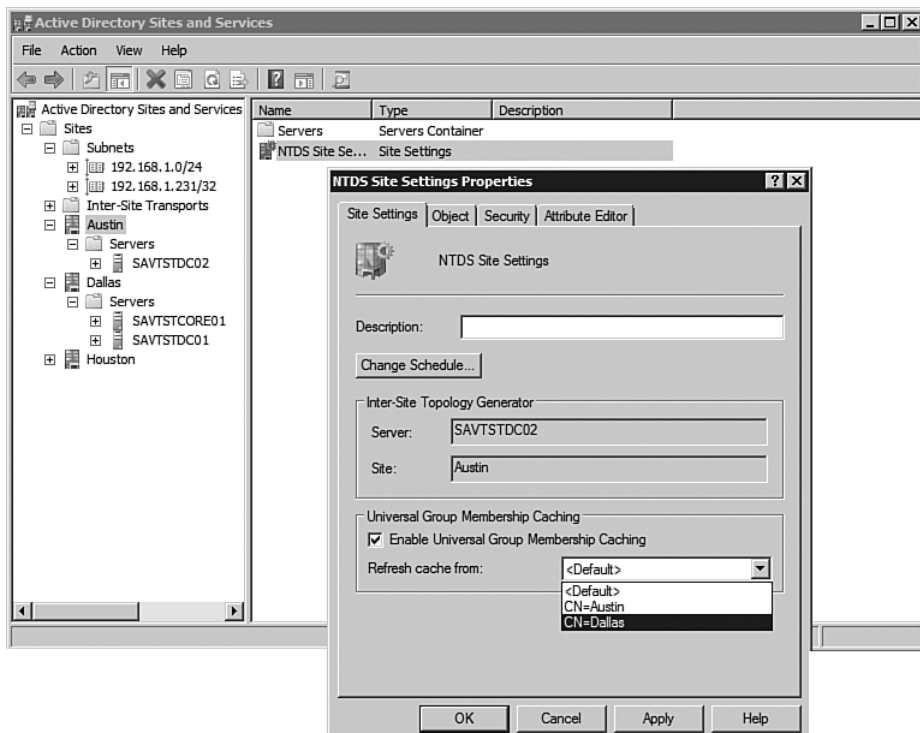 Active Directory Sites and Services
File Action View Help
Active Directory Sites and Services
Sites
Subnets
192.168.1.0/24
192.168.1.231/32
Inter-Site Transports
Austin
Servers
SAVTSTDC02
Dallas
Servers
SAVTSTCORE01
SAVTSTDC01
Houston
Name Type Description
Servers Servers Container
NTDS Site Se... Site Settings
NTDS Site Settings Properties
Site Settings Object Security Attribute Editor
NTDS Site Settings
Description:
Change Schedule...
Inter-Site Topology Generator
Server: SAVTSTDC02
Site: Austin
Universal Group Membership Caching
Enable Universal Group Membership Caching
Refresh cache from: <Default>
<Default>
CN=Austin
CN=Dallas
OK Cancel Apply Help